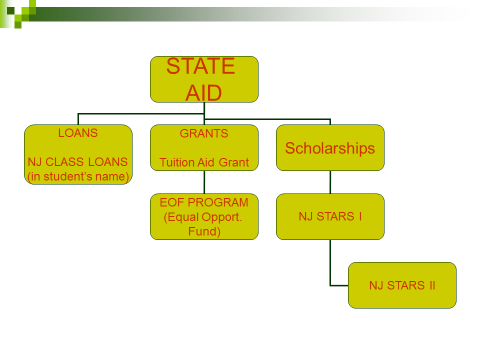 STATE
AID
LOANS
NJ CLASS LOANS
(in student's name)
GRANTS
Tuition Aid Grant
Scholarships
EOF PROGRAM
(Equal Opport.
Fund)
NJ STARS I
NJ STARS II